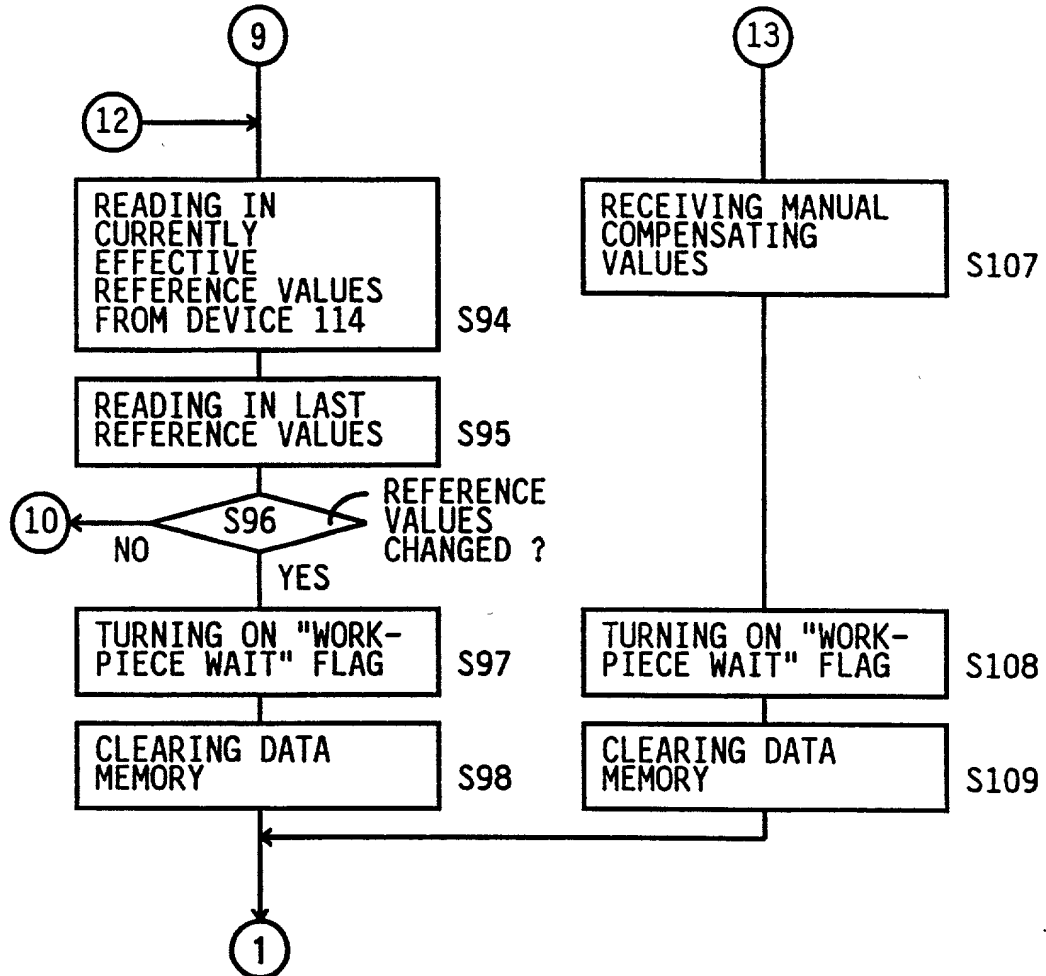 9
13
12
READING IN
CURRENTLY
EFFECTIVE
REFERENCE VALUES
FROM DEVICE 114
S94
RECEIVING MANUAL
COMPENSATING
VALUES
S107
READING IN LAST
REFERENCE VALUES
S95
10
NO
S96
REFERENCE
VALUES
CHANGED ?
YES
TURNING ON "WORK-
PIECE WAIT" FLAG
S97
TURNING ON "WORK-
PIECE WAIT" FLAG
S108
CLEARING DATA
MEMORY
S98
CLEARING DATA
MEMORY
S109
1